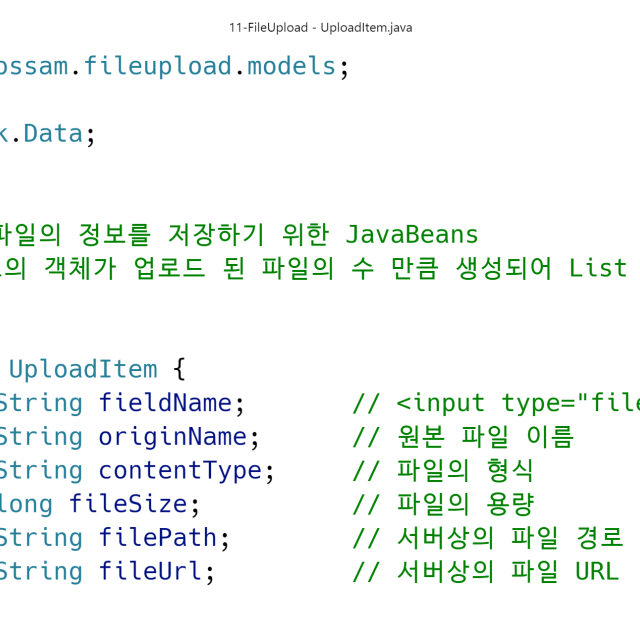 11-FileUpload - UploadItem.java
ossam.fileupload.models;
k.Data;
파일의 정보를 저장하기 위한 JavaBeans
의 객체가 업로드 된 파일의 수 만큼 생성되어 List
UploadItem {
String fieldName; // <input type="file
String originName; // 원본 파일 이름
String contentType; // 파일의 형식
long fileSize; // 파일의 용량
String filePath; // 서버상의 파일 경로
String fileUrl; // 서버상의 파일 URL